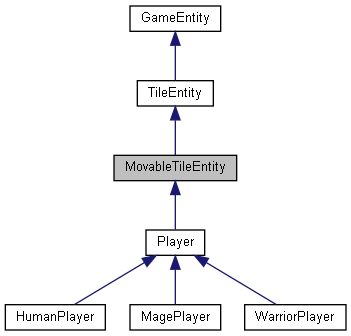 GameEntity
TileEntity
MovableTileEntity
Player
HumanPlayer
MagePlayer
WarriorPlayer